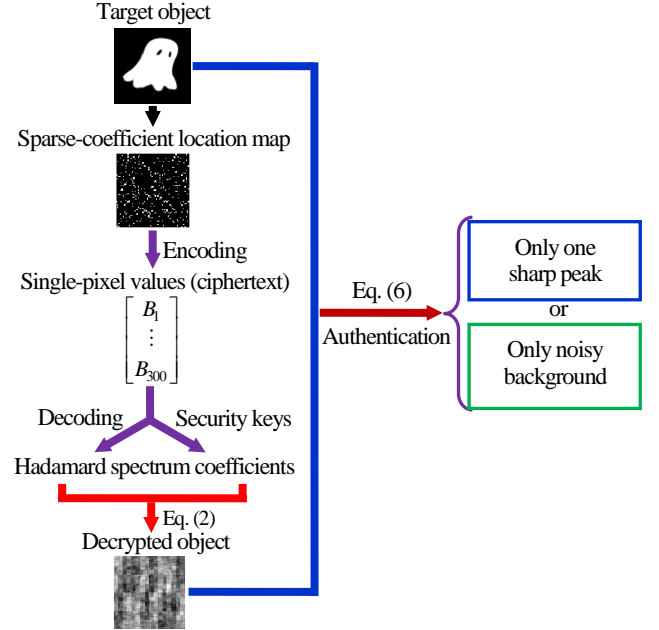 Target object
Sparse-coefficient location map
Encoding
Single-pixel values (ciphertext)
B1
⋮
B300
Decoding
Security keys
Hadamard spectrum coefficients
Eq. (2)
Decrypted object
Eq. (6)
Authentication
Only one
sharp peak
or
Only noisy
background